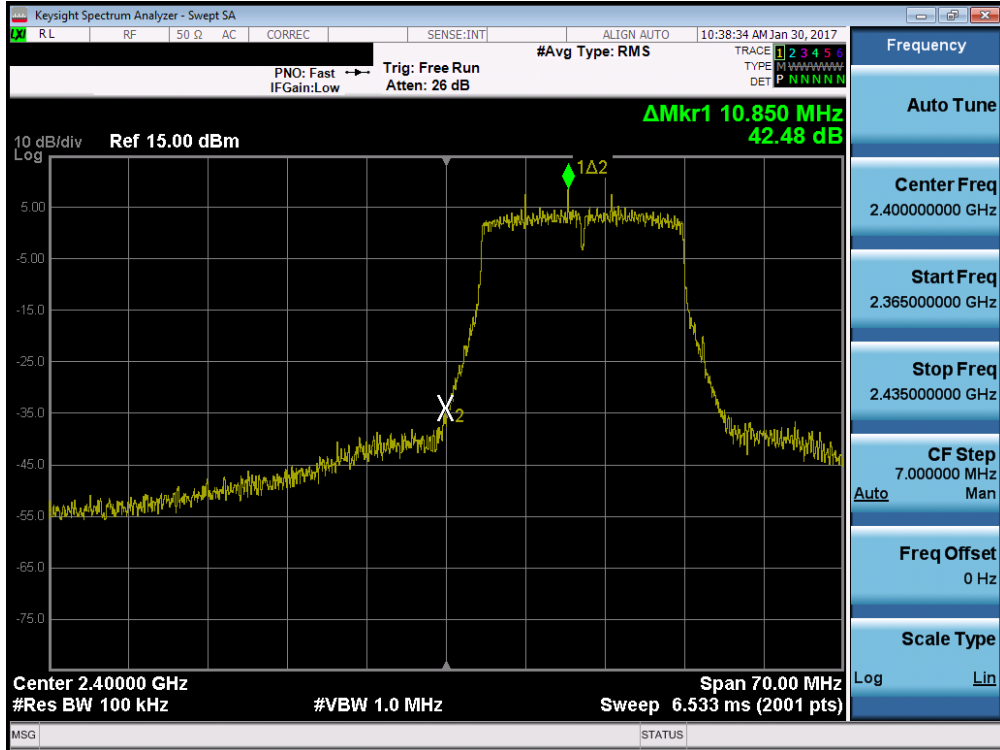 Keysight Spectrum Analyzer - Swept SA
LXI RL RF 50 Ω AC CORREC SENSE:INT ALIGN AUTO 10:38:34 AM Jan 30, 2017
PNO: Fast
IFGain:Low
Trig: Free Run
Atten: 26 dB
#Avg Type: RMS
TRACE 1 2 3 4 5 6
TYPE M WWWWW
DET P N N N N N
ΔMkr1 10.850 MHz
42.48 dB
10 dB/div Ref 15.00 dBm
Log
1Δ2
5.00
-5.00
-15.0
-25.0
-35.0
X2
-45.0
-55.0
-65.0
-75.0
Center 2.40000 GHz Span 70.00 MHz
#Res BW 100 kHz #VBW 1.0 MHz Sweep 6.533 ms (2001 pts)
MSG STATUS
Frequency
Auto Tune
Center Freq
2.400000000 GHz
Start Freq
2.365000000 GHz
Stop Freq
2.435000000 GHz
CF Step
7.000000 MHz
Auto Man
Freq Offset
0 Hz
Scale Type
Log Lin